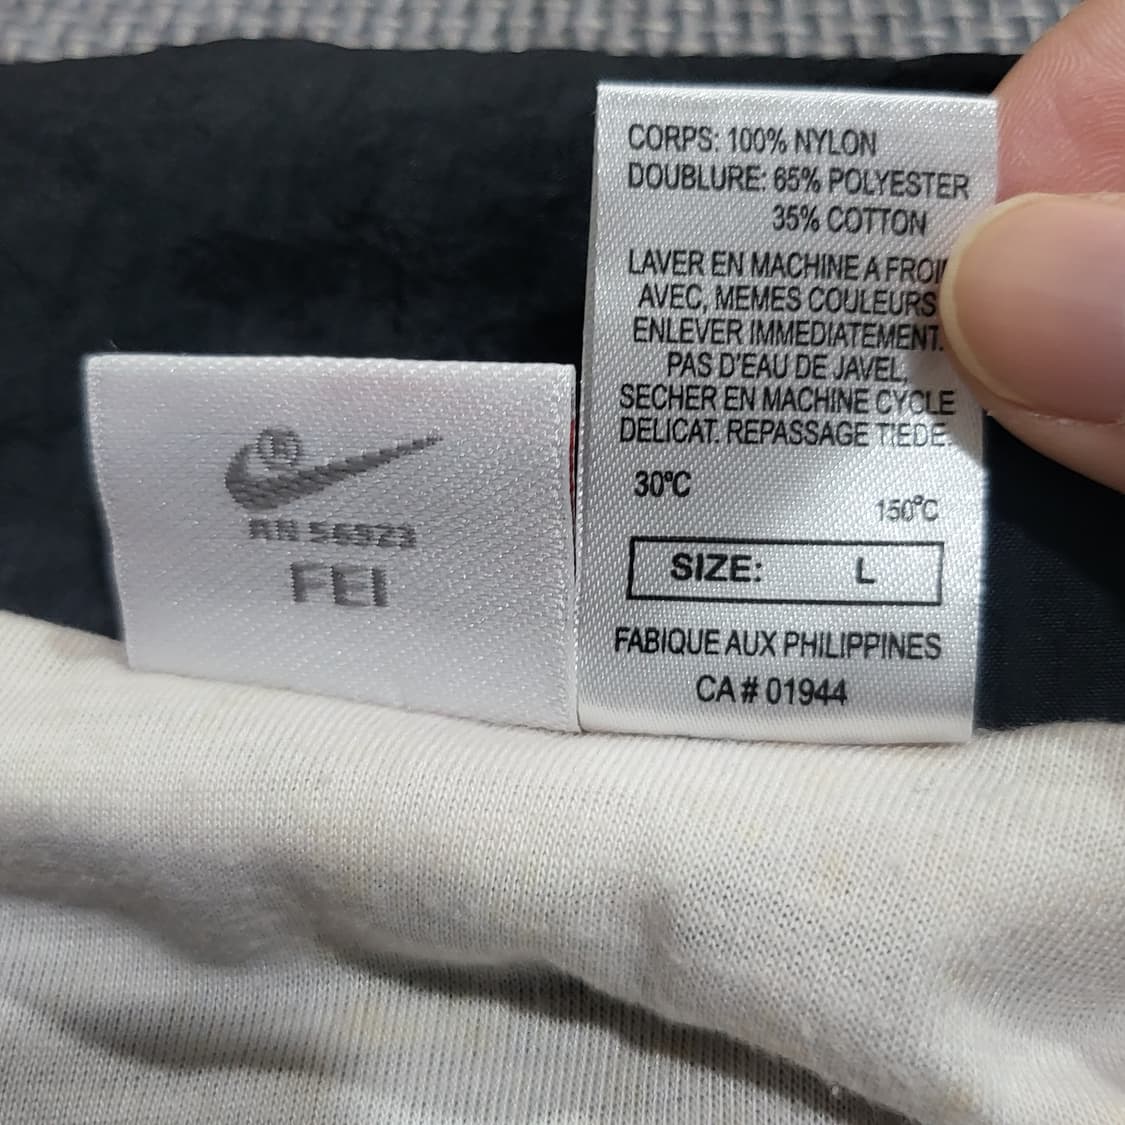 CORPS: 100% NYLON
DOUBLURE: 65% POLYESTER
35% COTTON
LAVER EN MACHINE A FROI
AVEC, MEMES COULEURS
ENLEVER IMMEDIATEMENT.
PAS D'EAU DE JAVEL,
SECHER EN MACHINE CYCLE
DELICAT. REPASSAGE TIEDE.
30°C
150°C
SIZE: L
FABIQUE AUX PHILIPPINES
CA # 01944
RN 56323
FEI